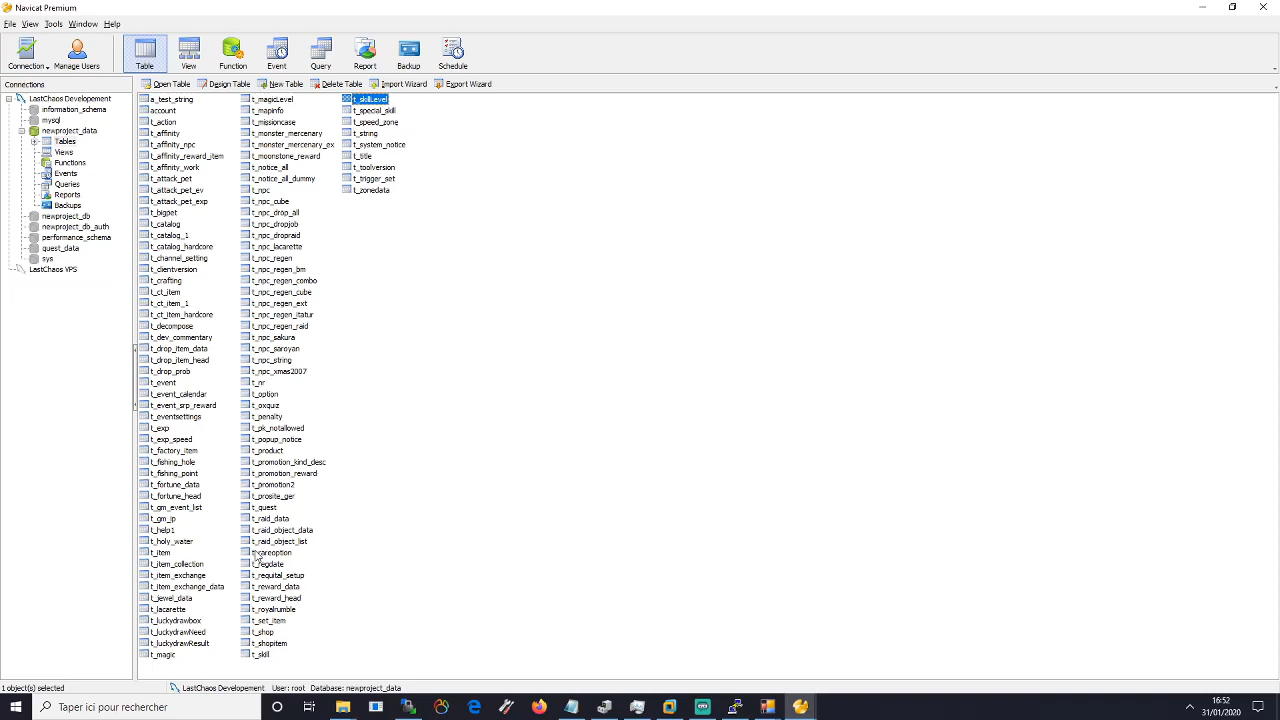 Navicat Premium
File View Tools Window Help
Connection Manage Users Table View Function Event Query Report Backup Schedule
Connections
Open Table Design Table New Table Delete Table Import Wizard Export Wizard
LastChaos Developement
information_schema
mysql
newproject_data
Tables
Views
Functions
Events
Queries
Reports
Backups
newproject_db
newproject_db_auth
performance_schema
quest_data
sys
LastChaos VPS
a_test_string
account
t_action
t_affinity
t_affinity_npc
t_affinity_reward_item
t_affinity_work
t_attack_pet
t_attack_pet_ev
t_attack_pet_exp
t_bigpet
t_catalog
t_catalog_1
t_catalog_hardcore
t_channel_setting
t_clientversion
t_crafting
t_ct_item
t_ct_item_1
t_ct_item_hardcore
t_decompose
t_dev_commentary
t_drop_item_data
t_drop_item_head
t_drop_prob
t_event
t_event_calendar
t_event_srp_reward
t_eventsettings
t_exp
t_exp_speed
t_factory_item
t_fishing_hole
t_fishing_point
t_fortune_data
t_fortune_head
t_gm_event_list
t_gm_ip
t_help1
t_holy_water
t_item
t_item_collection
t_item_exchange
t_item_exchange_data
t_jewel_data
t_lacarette
t_luckydrawbox
t_luckydrawNeed
t_luckydrawResult
t_magic
t_magicLevel
t_mapinfo
t_missioncase
t_monster_mercenary
t_monster_mercenary_ex
t_moonstone_reward
t_notice_all
t_notice_all_dummy
t_npc
t_npc_cube
t_npc_drop_all
t_npc_dropjob
t_npc_dropraid
t_npc_lacarette
t_npc_regen
t_npc_regen_bm
t_npc_regen_combo
t_npc_regen_cube
t_npc_regen_ext
t_npc_regen_itatur
t_npc_regen_raid
t_npc_sakura
t_npc_saroyan
t_npc_string
t_npc_xmas2007
t_nr
t_option
t_oxquiz
t_penalty
t_pk_notallowed
t_popup_notice
t_product
t_promotion_kind_desc
t_promotion_reward
t_promotion2
t_prosite_ger
t_quest
t_raid_data
t_raid_object_data
t_raid_object_list
t_rareoption
t_regdate
t_requital_setup
t_reward_data
t_reward_head
t_royalrumble
t_set_item
t_shop
t_shopitem
t_skill
t_skillLevel
t_special_skill
t_speed_zone
t_string
t_system_notice
t_title
t_toolversion
t_trigger_set
t_zonedata
1 object(s) selected LastChaos Developement User: root Database: newproject_data
Taper ici pour rechercher
16:52
31/01/2020